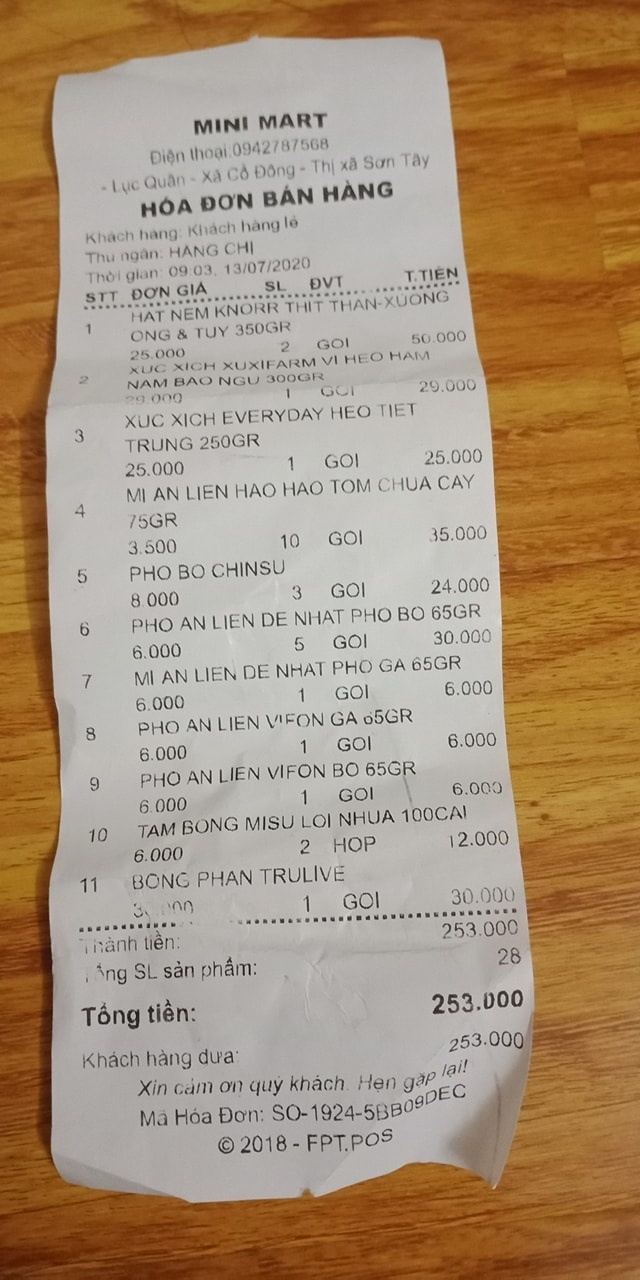 MINI MART
Điện thoại:0942787568
- Lục Quân - Xã Cổ Đông - Thị xã Sơn Tây
HÓA ĐƠN BÁN HÀNG
Khách hàng: Khách hàng lẻ
Thu ngân: HẰNG CHI
Thời gian: 09:03, 13/07/2020
STT ĐƠN GIÁ SL ĐVT T.TIỀN
1 HAT NEM KNORR THIT THAN-XUONG
ONG & TUY 350GR
25.000 2 GOI 50.000
2 XUC XICH XUXIFARM VI HEO HAM
NAM BAO NGU 300GR
29.000 1 GOI 29.000
3 XUC XICH EVERYDAY HEO TIET
TRUNG 250GR
25.000 1 GOI 25.000
4 MI AN LIEN HAO HAO TOM CHUA CAY
75GR
3.500 10 GOI 35.000
5 PHO BO CHINSU
8.000 3 GOI 24.000
6 PHO AN LIEN DE NHAT PHO BO 65GR
6.000 5 GOI 30.000
7 MI AN LIEN DE NHAT PHO GA 65GR
6.000 1 GOI 6.000
8 PHO AN LIEN VIFON GA 65GR
6.000 1 GOI 6.000
9 PHO AN LIEN VIFON BO 65GR
6.000 1 GOI 6.000
10 TAM BONG MISU LOI NHUA 100CAI
6.000 2 HOP 12.000
11 BONG PHAN TRULIVE
1 GOI 30.000
Thành tiền: 253.000
Tổng SL sản phẩm: 28
Tổng tiền: 253.000
Khách hàng đưa: 253.000
Xin cảm ơn quý khách. Hẹn gặp lại!
Mã Hóa Đơn: SO-1924-5BB09DEC
© 2018 - FPT.POS